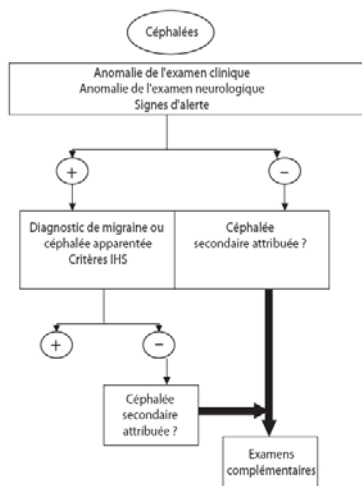 Céphalées
Anomalie de l'examen clinique
Anomalie de l'examen neurologique
Signes d'alerte
+
−
Diagnostic de migraine ou
céphalée apparentée
Critères IHS
Céphalée
secondaire attribuée ?
+
−
Céphalée
secondaire
attribuée ?
Examens
complémentaires